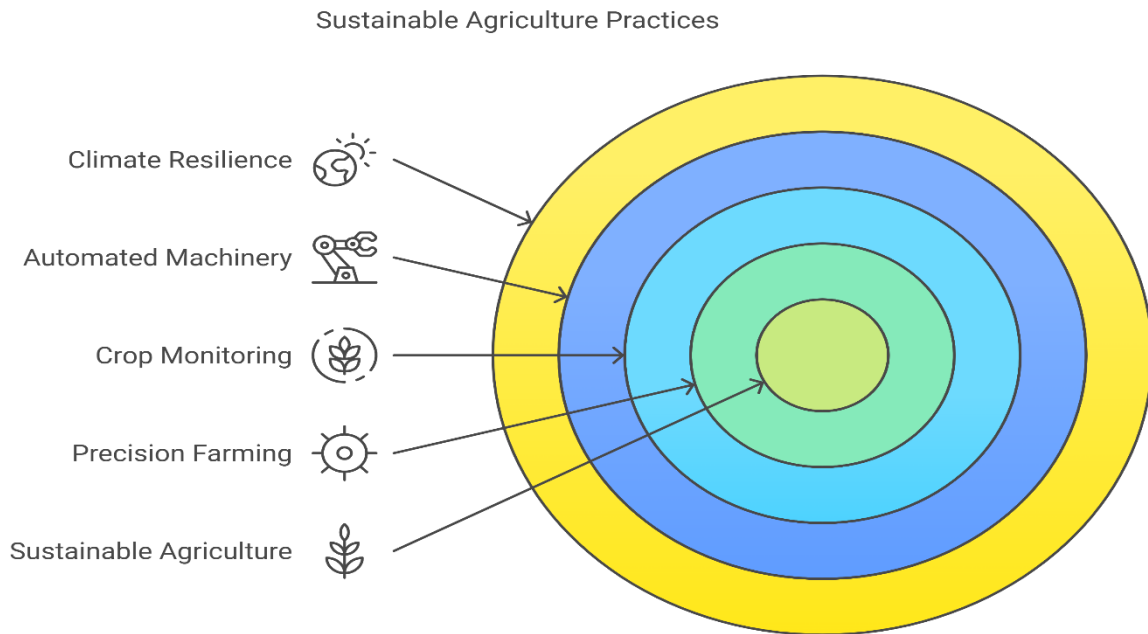 Sustainable Agriculture Practices
Climate Resilience
Automated Machinery
Crop Monitoring
Precision Farming
Sustainable Agriculture